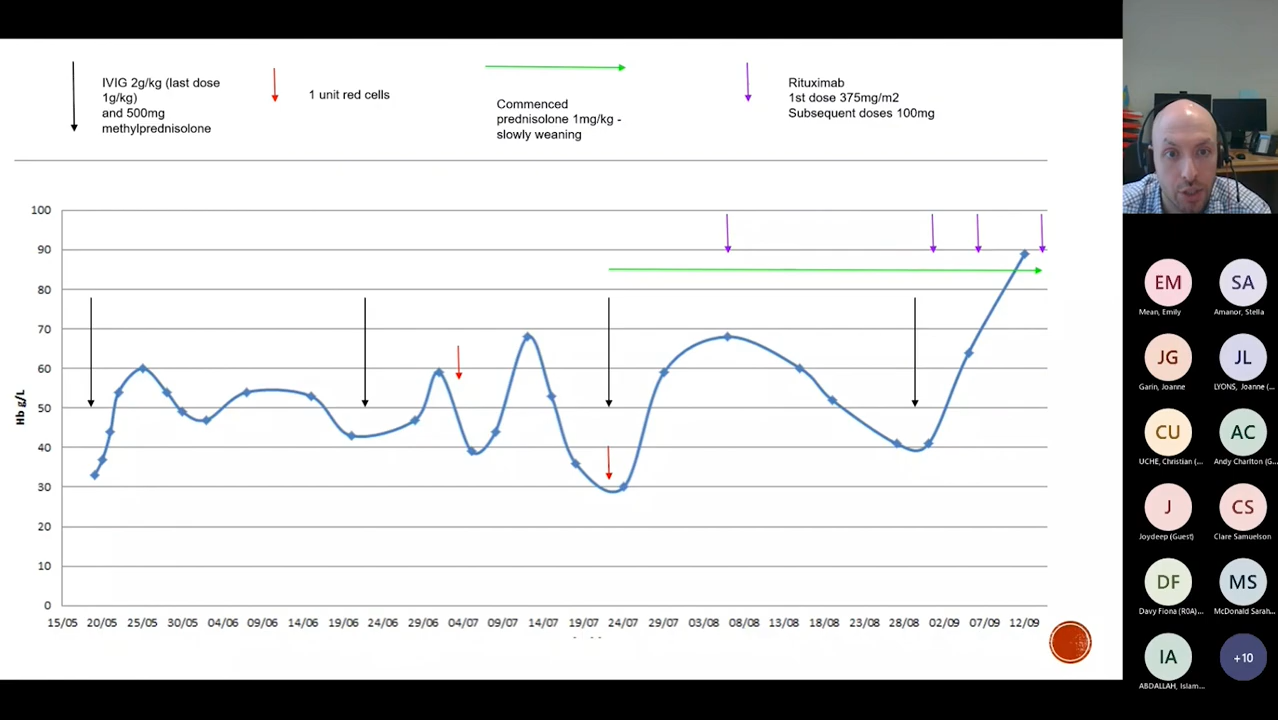 IVIG 2g/kg (last dose
1g/kg)
and 500mg
methylprednisolone
1 unit red cells
Commenced
prednisolone 1mg/kg -
slowly weaning
Rituximab
1st dose 375mg/m2
Subsequent doses 100mg
Hb g/L
100
90
80
70
60
50
40
30
20
10
0
15/05 20/05 25/05 30/05 04/06 09/06 14/06 19/06 24/06 29/06 04/07 09/07 14/07 19/07 24/07 29/07 03/08 08/08 13/08 18/08 23/08 28/08 02/09 07/09 12/09
EM SA
Mean, Emily Amanor, Stella
JG JL
Garin, Joanne LYONS, Joanne (...
CU AC
UCHE, Christian (... Andy Charlton (G...
J CS
Joydeep (Guest) Clare Samuelson
DF MS
Davy Fiona (R0A)... McDonald Sarah...
IA +10
ABDALLAH, Islam...